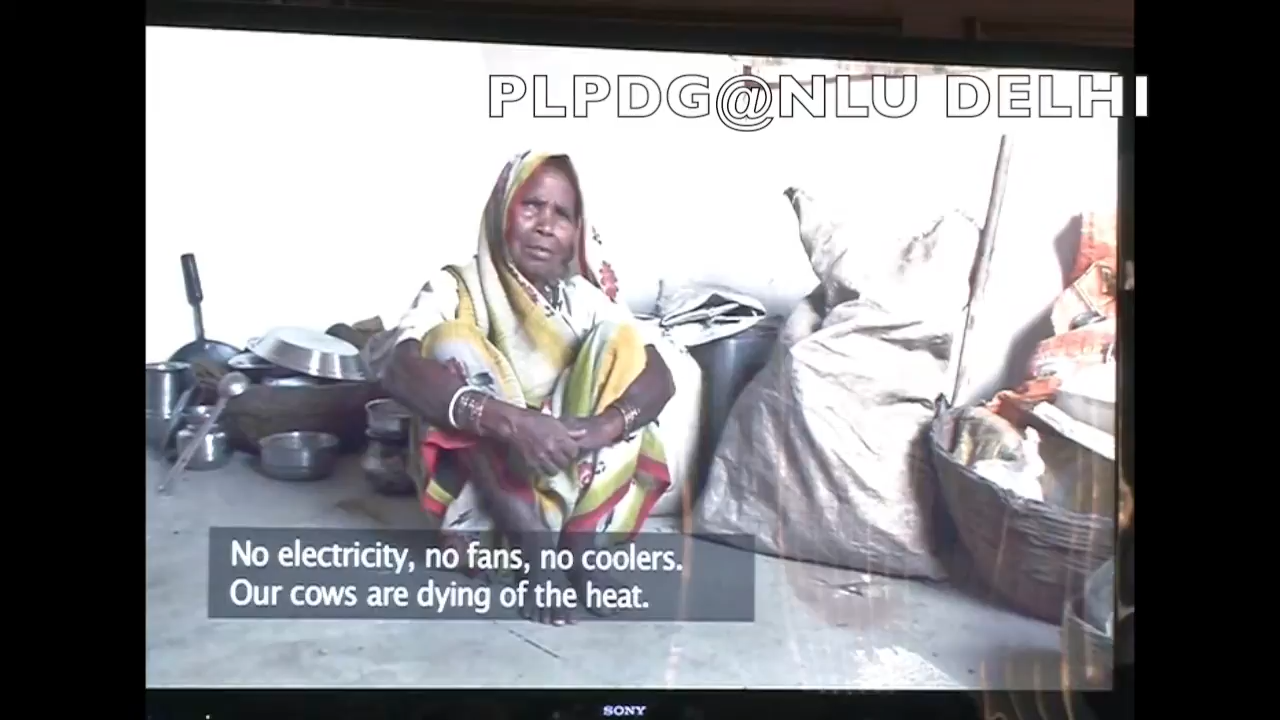 PLPDG@NLU DELHI
No electricity, no fans, no coolers.
Our cows are dying of the heat.
SONY